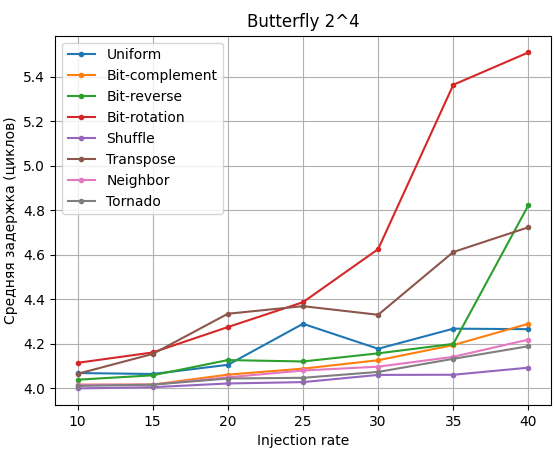 Butterfly 2^4
Uniform
Bit-complement
Bit-reverse
Bit-rotation
Shuffle
Transpose
Neighbor
Tornado
Средняя задержка (циклов)
5.4
5.2
5.0
4.8
4.6
4.4
4.2
4.0
10 15 20 25 30 35 40
Injection rate